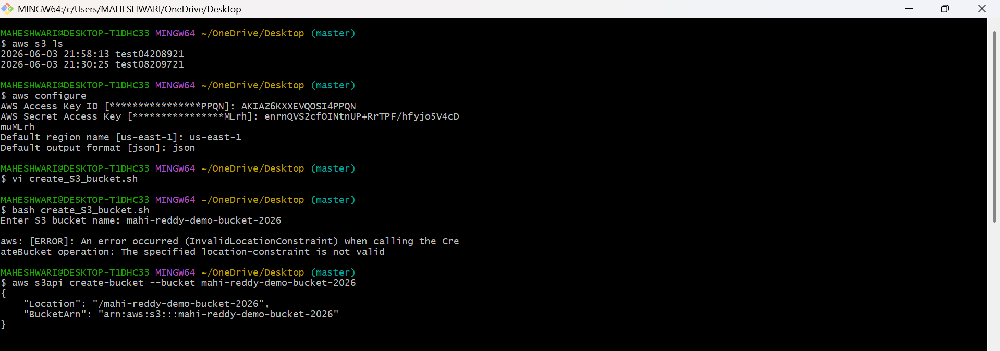 MINGW64:/c/Users/MAHESHWARI/OneDrive/Desktop
MAHESHWARI@DESKTOP-T1DHC33 MINGW64 ~/OneDrive/Desktop (master)
$ aws s3 ls
2026-06-03 21:58:13 test04208921
2026-06-03 21:30:25 test08209721
MAHESHWARI@DESKTOP-T1DHC33 MINGW64 ~/OneDrive/Desktop (master)
$ aws configure
AWS Access Key ID [****************PPQN]: AKIAZ6KXXEVQOSI4PPQN
AWS Secret Access Key [****************MLrh]: enrnQVS2cfOINtnUP+RrTPF/hfyjo5V4cD
muMLrh
Default region name [us-east-1]: us-east-1
Default output format [json]: json
MAHESHWARI@DESKTOP-T1DHC33 MINGW64 ~/OneDrive/Desktop (master)
$ vi create_S3_bucket.sh
MAHESHWARI@DESKTOP-T1DHC33 MINGW64 ~/OneDrive/Desktop (master)
$ bash create_S3_bucket.sh
Enter S3 bucket name: mahi-reddy-demo-bucket-2026
aws: [ERROR]: An error occurred (InvalidLocationConstraint) when calling the Cre
ateBucket operation: The specified location-constraint is not valid
MAHESHWARI@DESKTOP-T1DHC33 MINGW64 ~/OneDrive/Desktop (master)
$ aws s3api create-bucket --bucket mahi-reddy-demo-bucket-2026
{
    "Location": "/mahi-reddy-demo-bucket-2026",
    "BucketArn": "arn:aws:s3:::mahi-reddy-demo-bucket-2026"
}